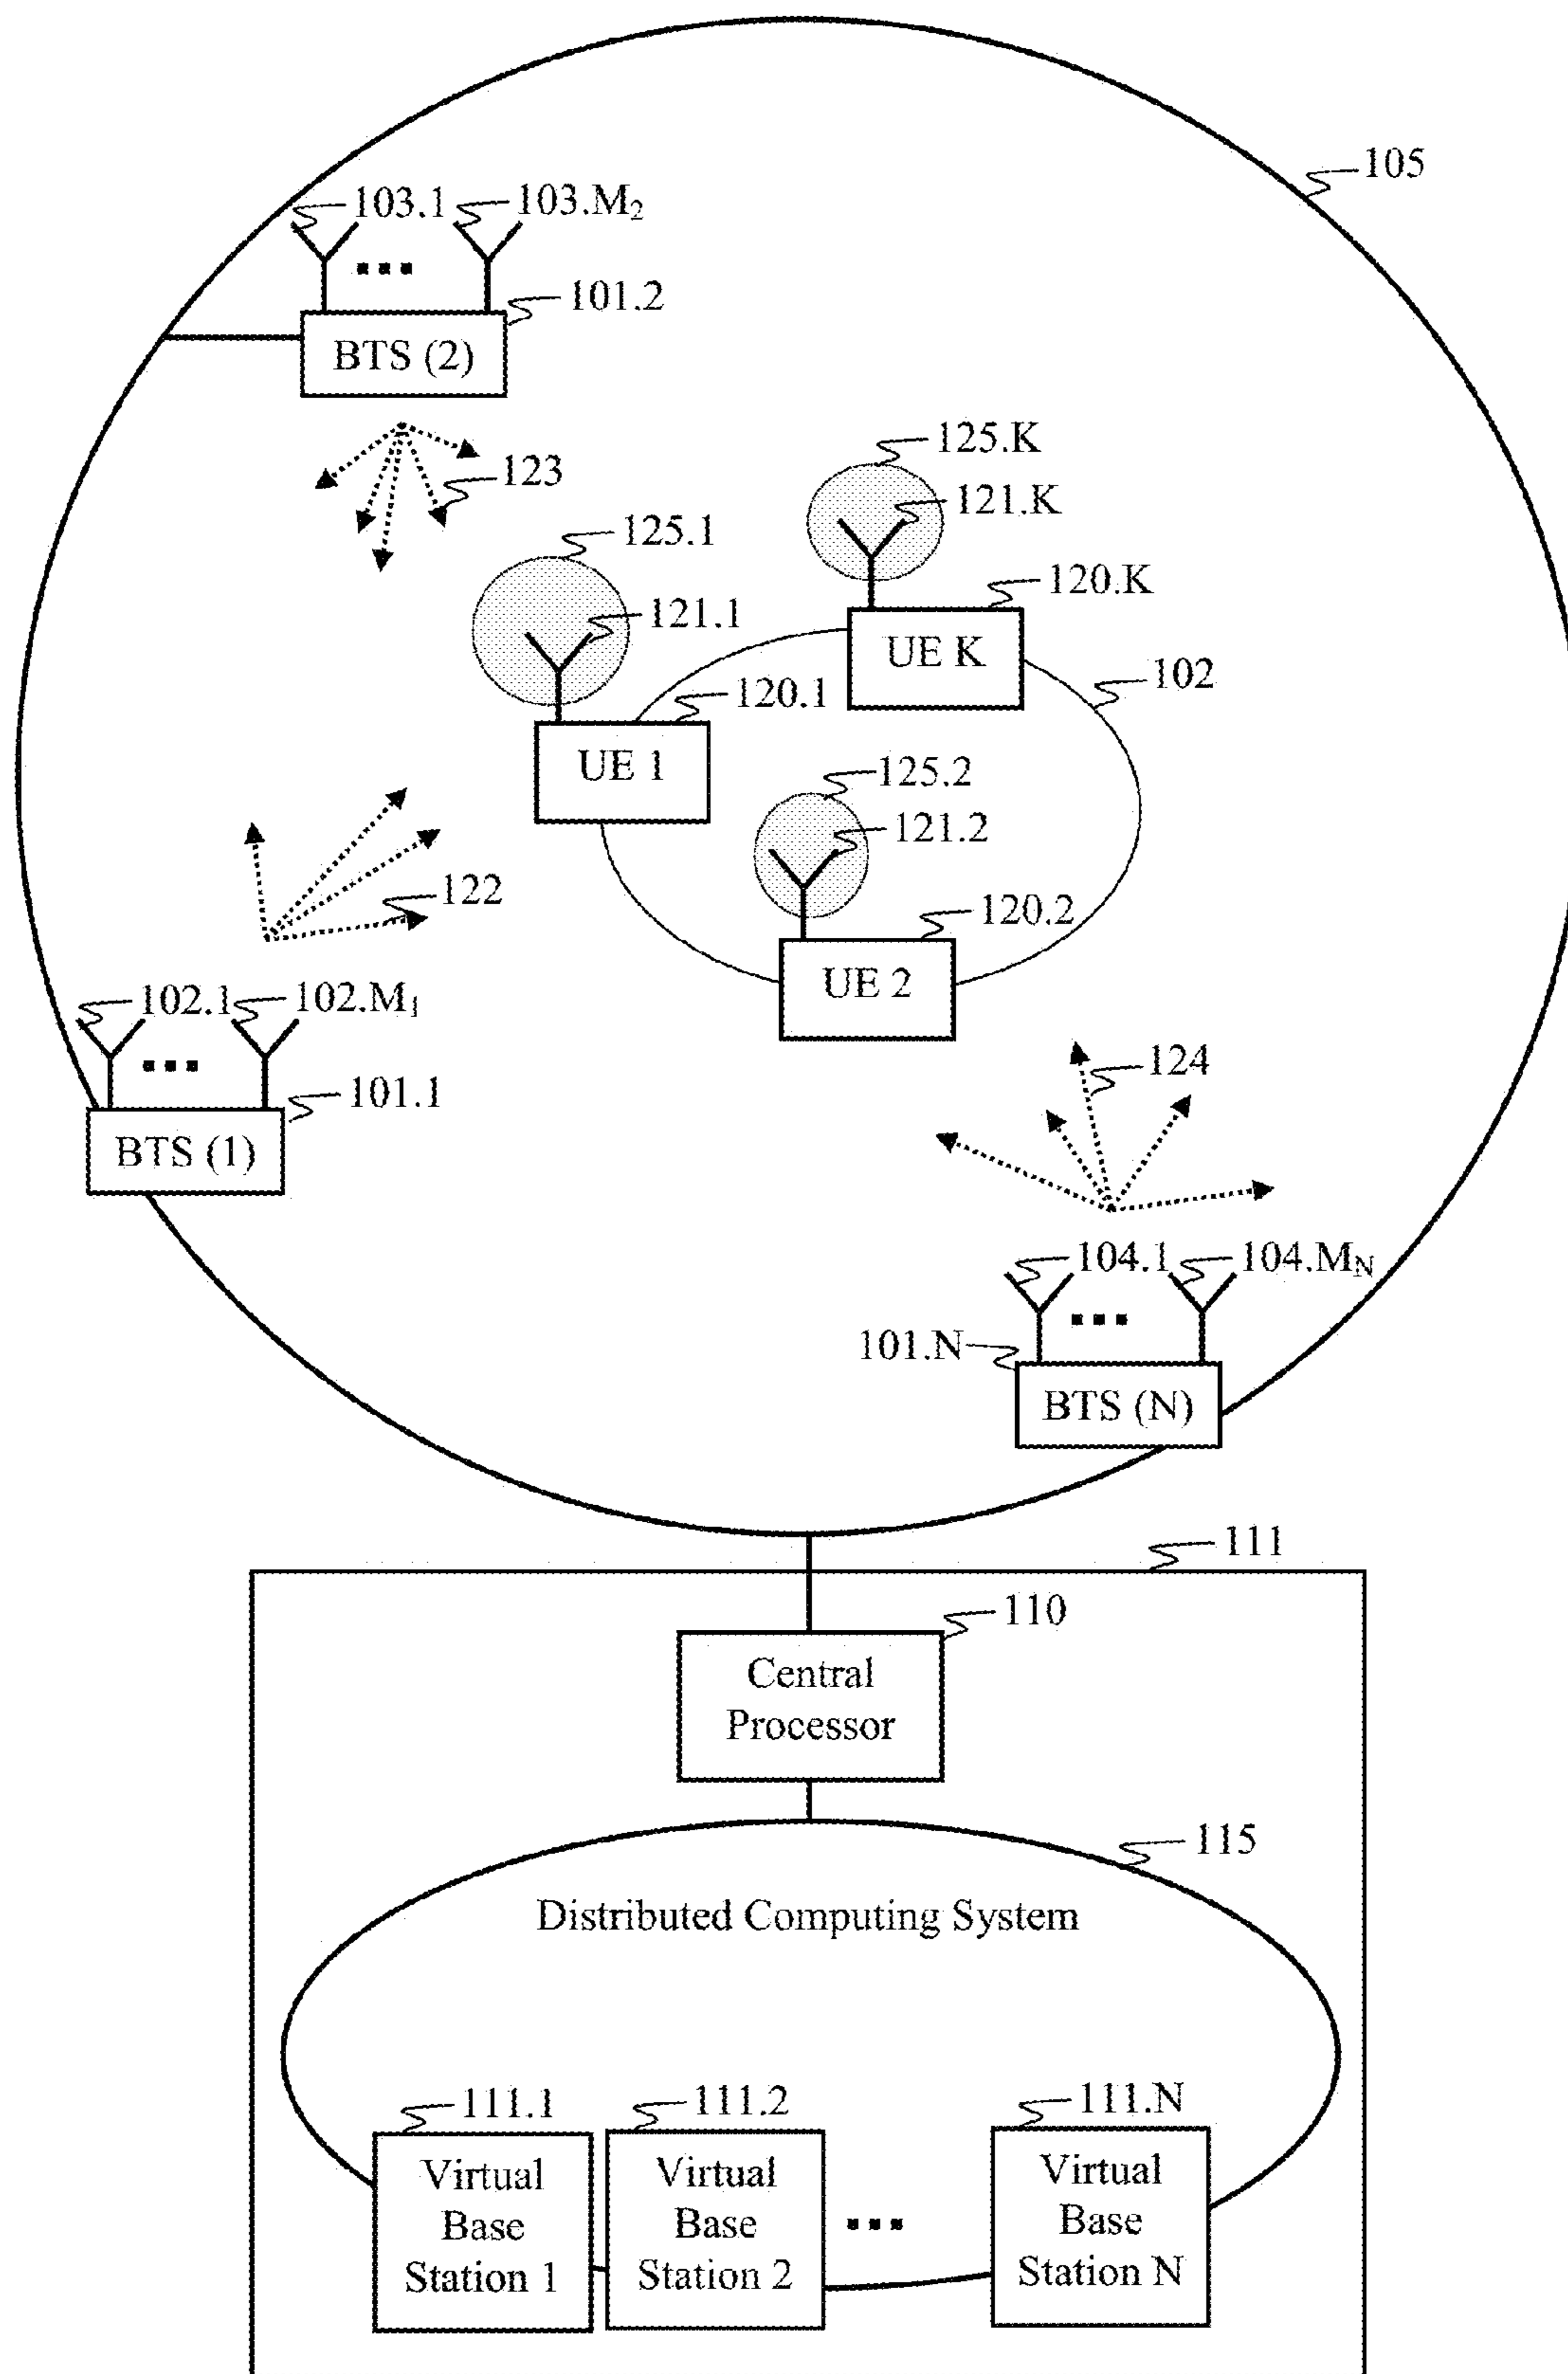 105
103.1
103.M₂
101.2
BTS (2)
123
125.K
121.K
125.1
120.K
121.1
UE K
102
120.1
UE 1
125.2
121.2
122
120.2
UE 2
102.1
102.M₁
124
101.1
BTS (1)
104.1
104.M_N
101.N
BTS (N)
111
110
Central
Processor
115
Distributed Computing System
111.1
111.2
111.N
Virtual
Base
Station 1
Virtual
Base
Station 2
Virtual
Base
Station N